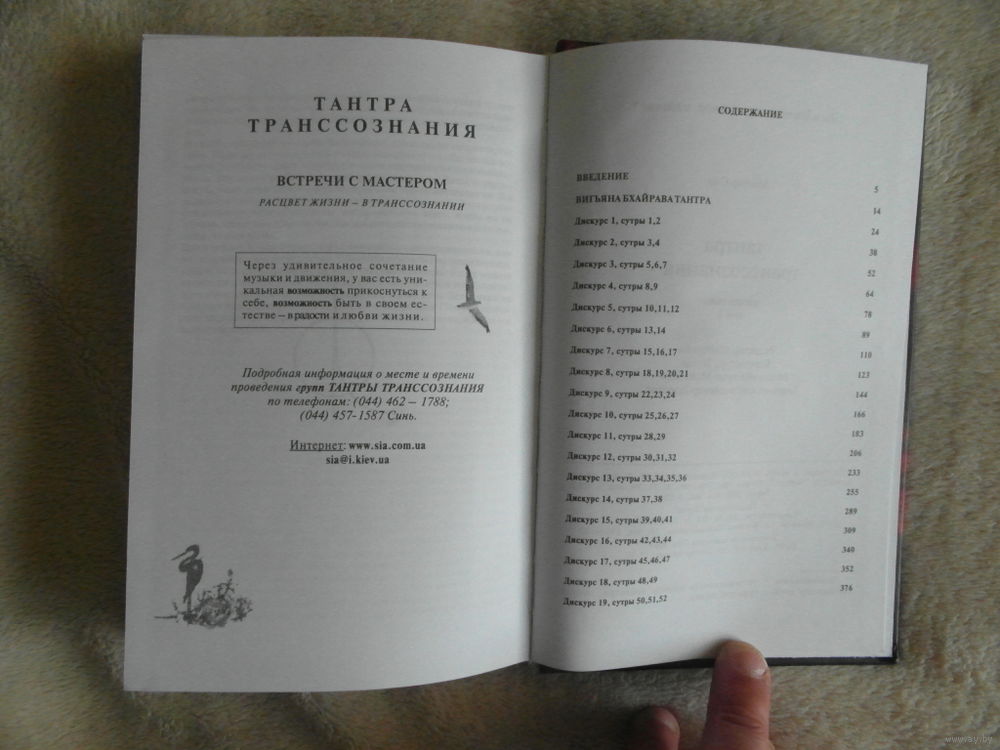 ТАНТРА
ТРАНССОЗНАНИЯ
ВСТРЕЧИ С МАСТЕРОМ
РАСЦВЕТ ЖИЗНИ – В ТРАНССОЗНАНИИ
Через удивительное сочетание
музыки и движения, у вас есть уни-
кальная возможность прикоснуться к
себе, возможность быть в своем ес-
тестве – в радости и любви жизни.
Подробная информация о месте и времени
проведения групп ТАНТРЫ ТРАНССОЗНАНИЯ
по телефонам: (044) 462 – 1788;
(044) 457-1587 Синь.
Интернет: www.sia.com.ua
sia@i.kiev.ua
СОДЕРЖАНИЕ
ВВЕДЕНИЕ 5
ВИГЪЯНА БХАЙРАВА ТАНТРА 14
Дискурс 1, сутры 1,2 24
Дискурс 2, сутры 3,4 38
Дискурс 3, сутры 5,6,7 52
Дискурс 4, сутры 8,9 64
Дискурс 5, сутры 10,11,12 78
Дискурс 6, сутры 13,14 89
Дискурс 7, сутры 15,16,17 110
Дискурс 8, сутры 18,19,20,21 123
Дискурс 9, сутры 22,23,24 144
Дискурс 10, сутры 25,26,27 166
Дискурс 11, сутры 28,29 183
Дискурс 12, сутры 30,31,32 206
Дискурс 13, сутры 33,34,35,36 233
Дискурс 14, сутры 37,38 255
Дискурс 15, сутры 39,40,41 289
Дискурс 16, сутры 42,43,44 309
Дискурс 17, сутры 45,46,47 340
Дискурс 18, сутры 48,49 352
Дискурс 19, сутры 50,51,52 376
www.ay.by